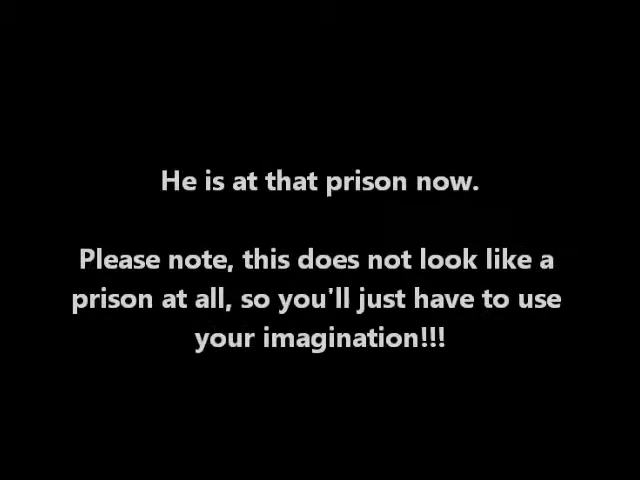 He is at that prison now.
Please note, this does not look like a
prison at all, so you'll just have to use
your imagination!!!